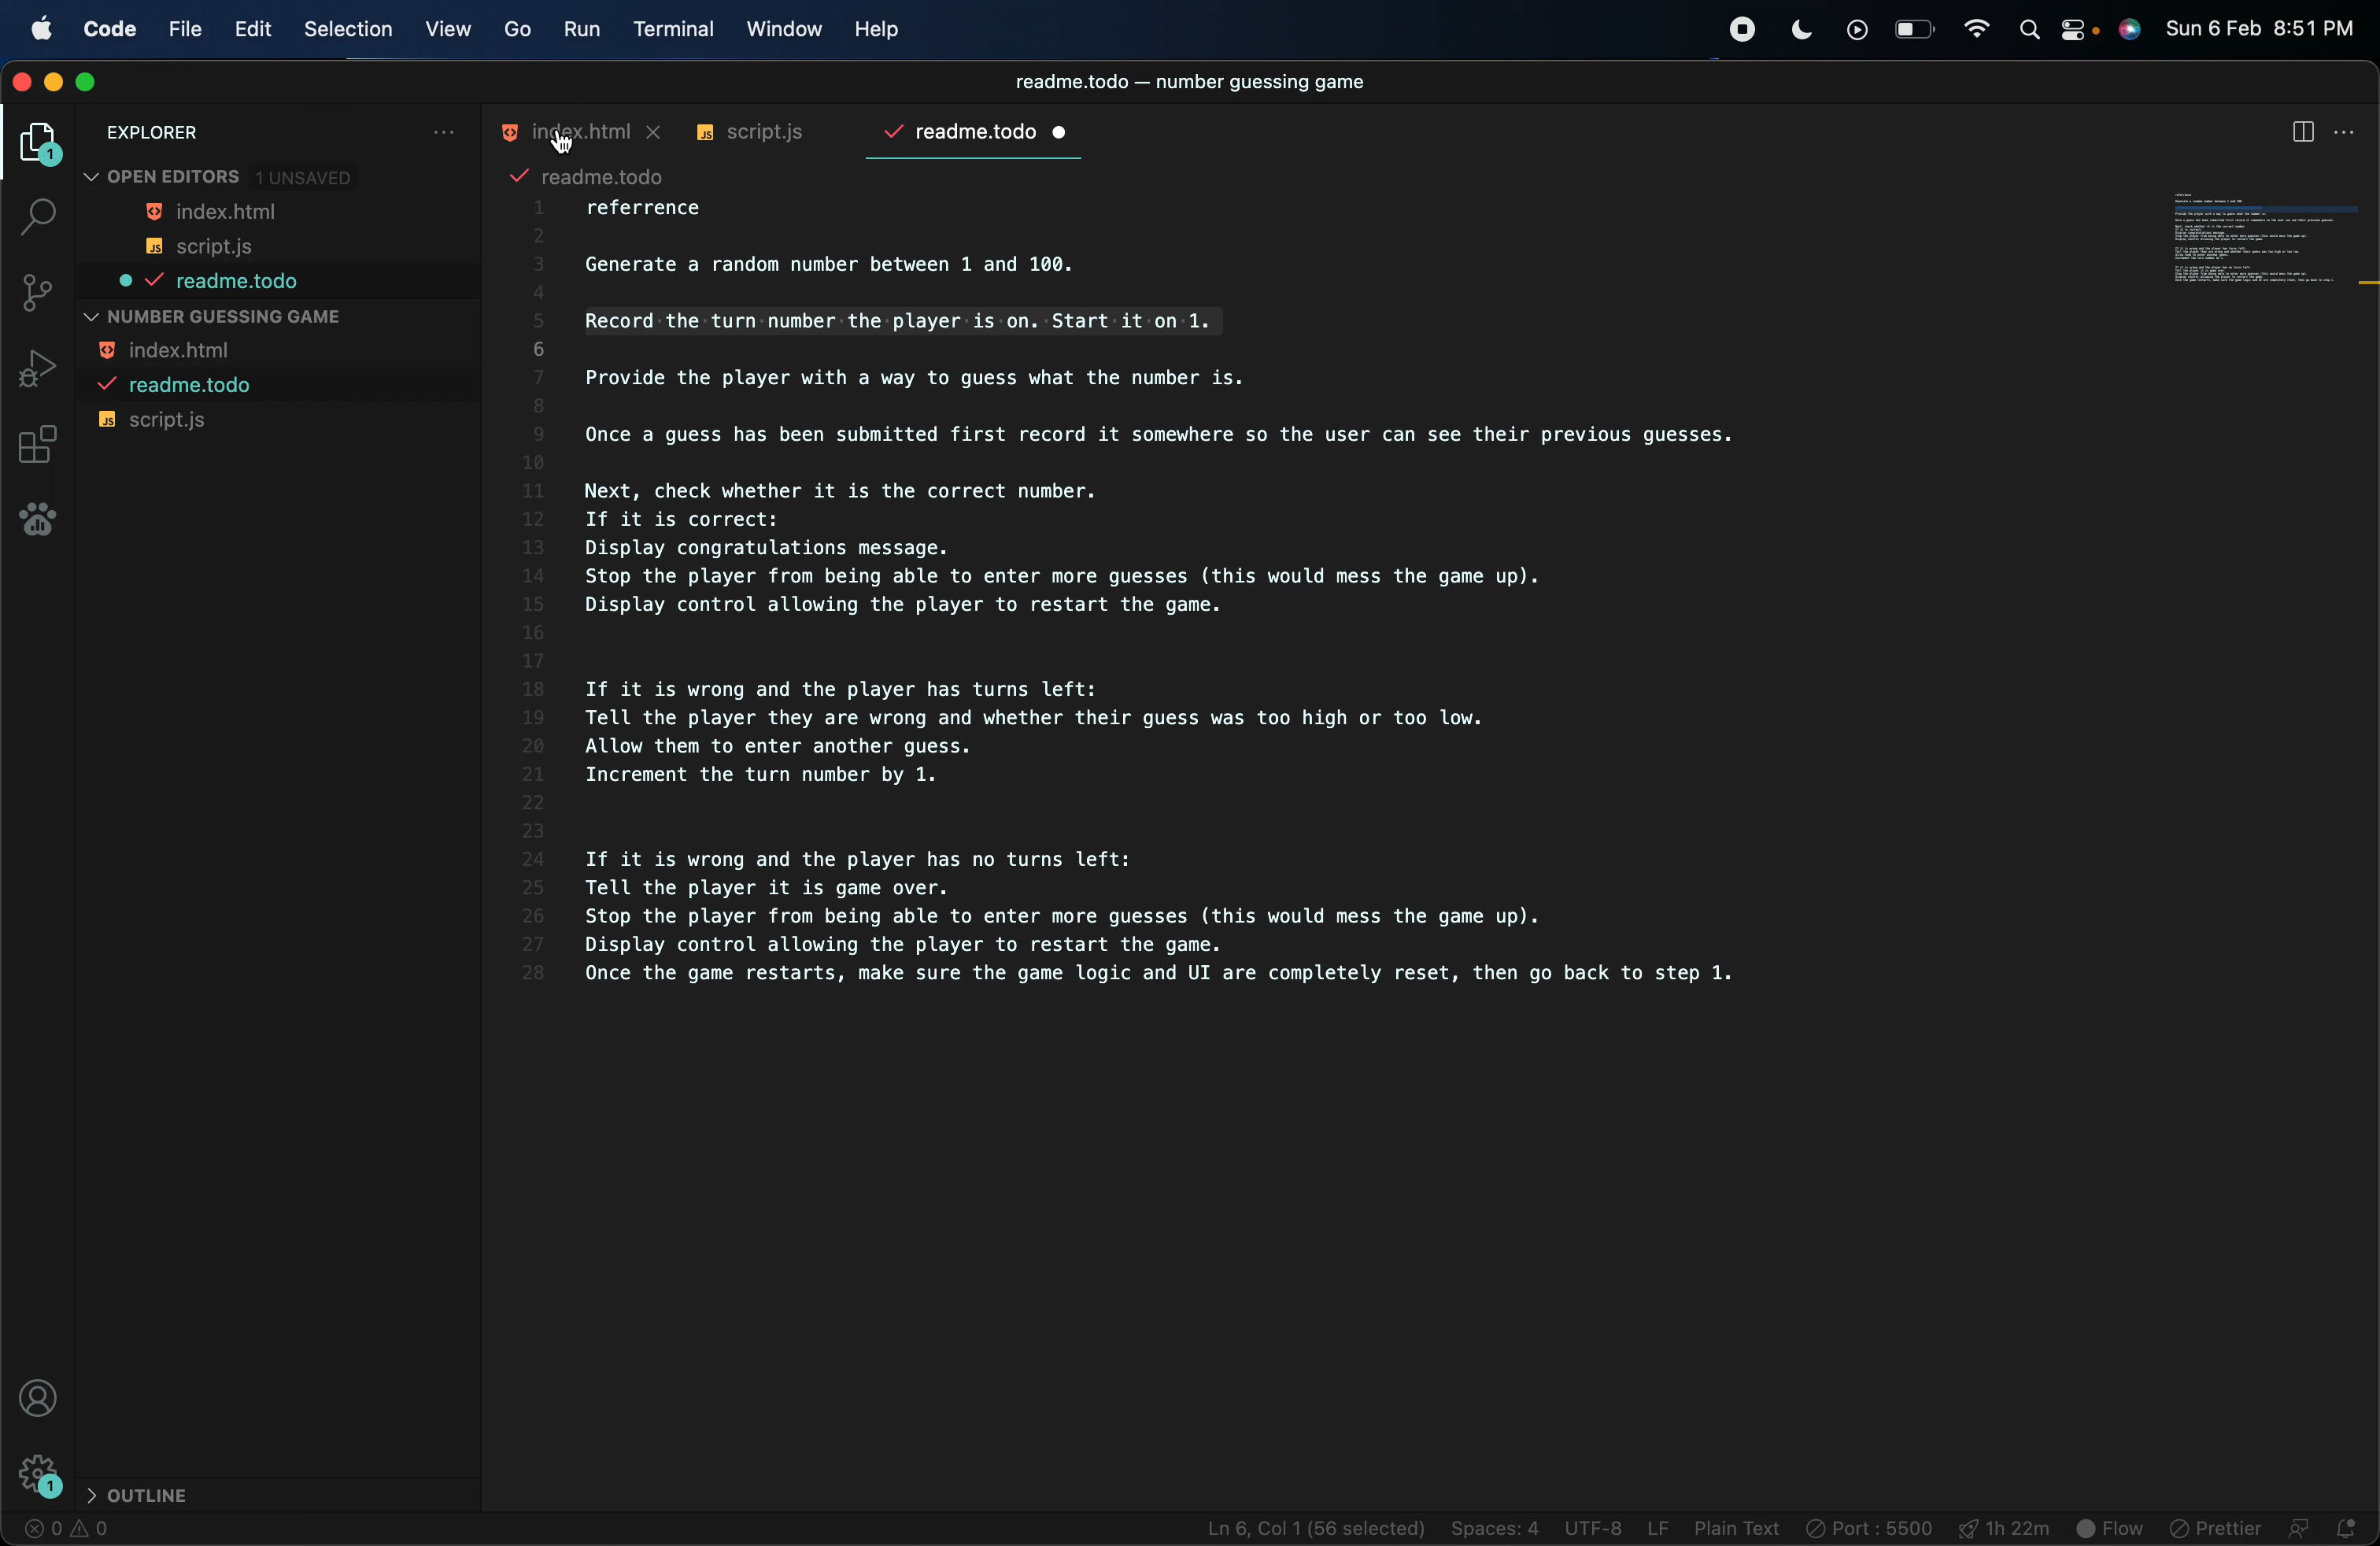 Code File Edit Selection View Go Run Terminal Window Help Sun 6 Feb 8:51 PM
readme.todo — number guessing game
EXPLORER
index.html script.js readme.todo
1
OPEN EDITORS 1 UNSAVED
readme.todo
index.html
script.js
readme.todo
NUMBER GUESSING GAME
index.html
readme.todo
script.js
1 referrence
2
3 Generate a random number between 1 and 100.
4
5 Record the turn number the player is on. Start it on 1.
6
7 Provide the player with a way to guess what the number is.
8
9 Once a guess has been submitted first record it somewhere so the user can see their previous guesses.
10
11 Next, check whether it is the correct number.
12 If it is correct:
13 Display congratulations message.
14 Stop the player from being able to enter more guesses (this would mess the game up).
15 Display control allowing the player to restart the game.
16
17
18 If it is wrong and the player has turns left:
19 Tell the player they are wrong and whether their guess was too high or too low.
20 Allow them to enter another guess.
21 Increment the turn number by 1.
22
23
24 If it is wrong and the player has no turns left:
25 Tell the player it is game over.
26 Stop the player from being able to enter more guesses (this would mess the game up).
27 Display control allowing the player to restart the game.
28 Once the game restarts, make sure the game logic and UI are completely reset, then go back to step 1.
1
OUTLINE
0 0 Ln 6, Col 1 (56 selected) Spaces: 4 UTF-8 LF Plain Text Port : 5500 1h 22m Flow Prettier